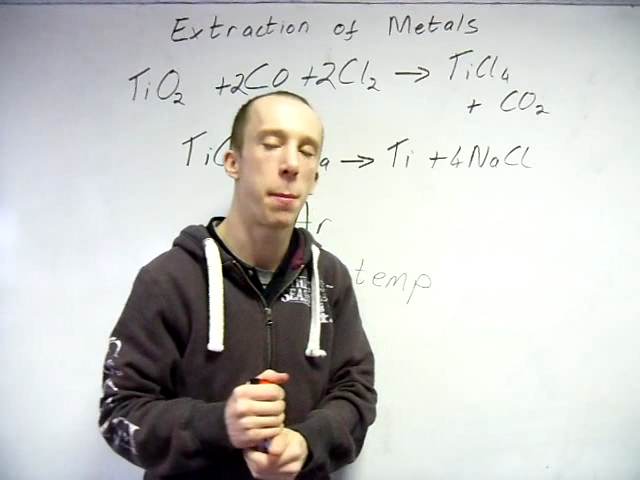 Extraction of Metals
TiO₂ +2CO +2Cl₂ → TiCl₄
+ CO₂
→ Ti +4NaCl
Ar
temp